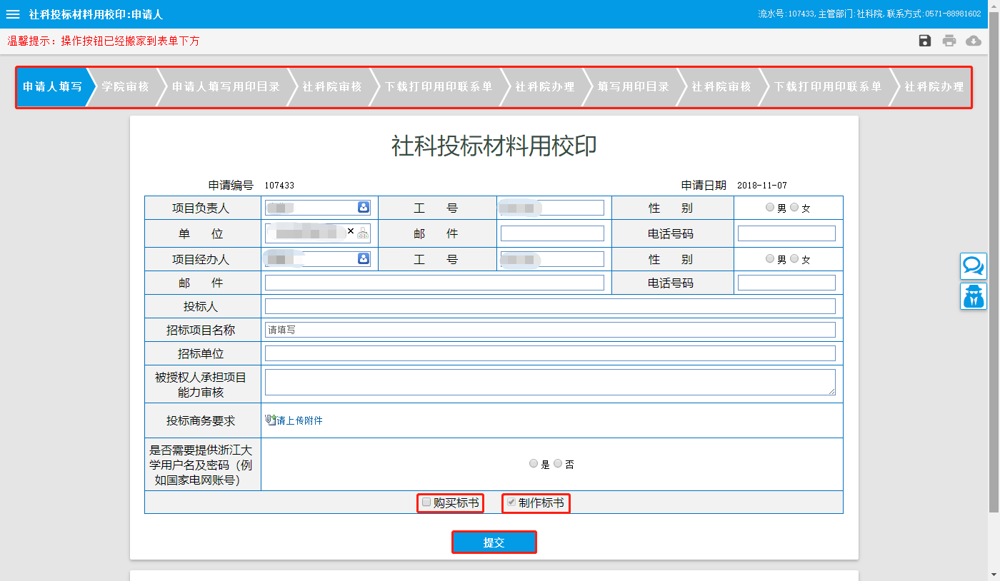 社科投标材料用校印:申请人
流水号:107433,主管部门:社科院,联系方式:0571-88981602
温馨提示：操作按钮已经搬家到表单下方
申请人填写 学院审核 申请人填写用印目录 社科院审核 下载打印用印联系单 社科院办理 填写用印目录 社科院审核 下载打印用印联系单 社科院办理
社科投标材料用校印
申请编号 107433 申请日期 2018-11-07
项目负责人 工 号 性 别 男 女
单 位 邮 件 电话号码
项目经办人 工 号 性 别 男 女
邮 件 电话号码
投标人
招标项目名称 请填写
招标单位
被授权人承担项目
能力审核
投标商务要求 请上传附件
是否需要提供浙江大
学用户名及密码（例
如国家电网账号）
是 否
购买标书 制作标书
提交